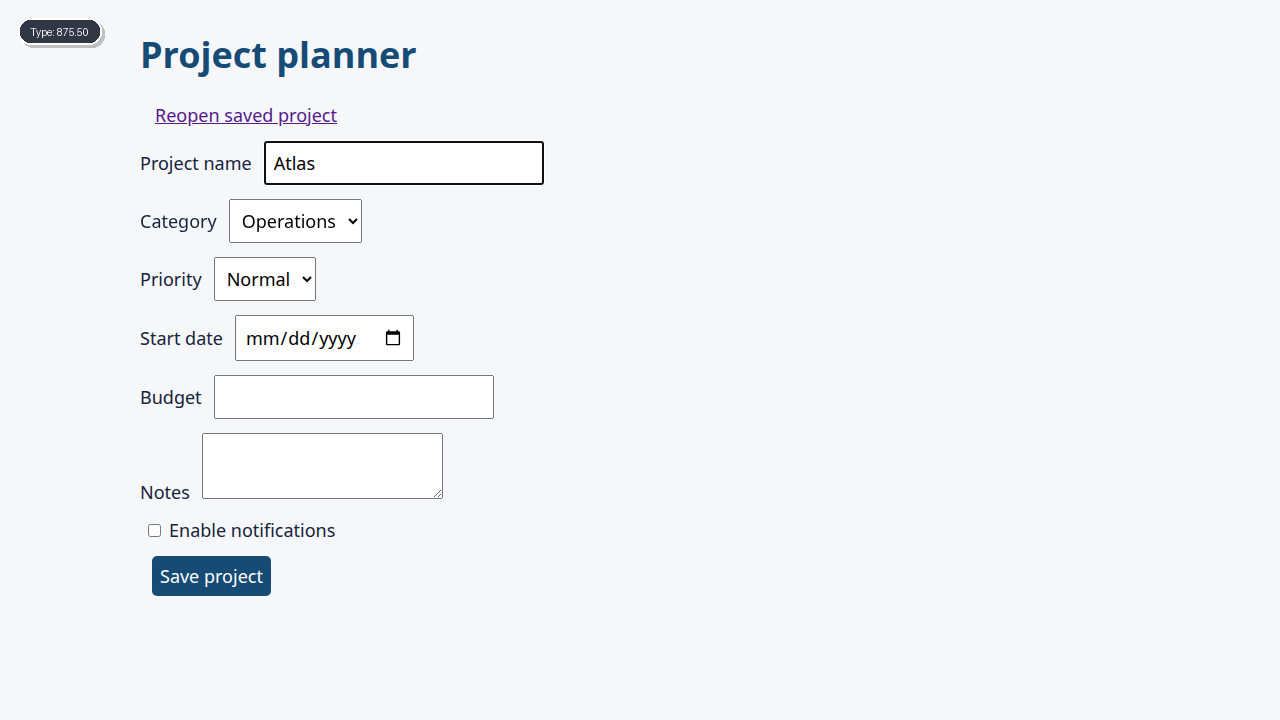 Type: 875.50
Project planner
Reopen saved project
Project name Atlas
Category Operations
Priority Normal
Start date mm/dd/yyyy
Budget
Notes
Enable notifications
Save project